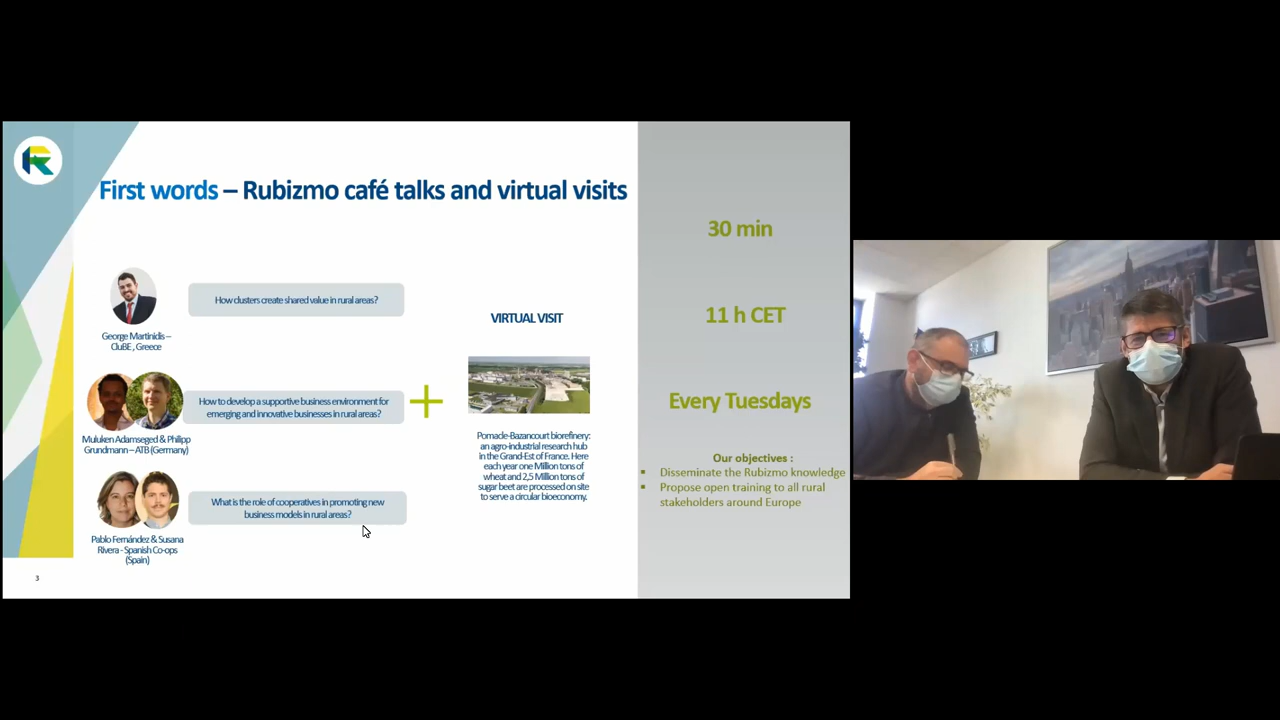 First words – Rubizmo café talks and virtual visits
George Martinidis –
CluBE , Greece
How clusters create shared value in rural areas?
Muluken Adamseged & Philipp
Grundmann – ATB (Germany)
How to develop a supportive business environment for
emerging and innovative businesses in rural areas?
Pablo Fernández & Susana
Rivera - Spanish Co-ops
(Spain)
What is the role of cooperatives in promoting new
business models in rural areas?
3
+
VIRTUAL VISIT
Pomacle-Bazancourt biorefinery:
an agro-industrial research hub
in the Grand-Est of France. Here
each year one Million tons of
wheat and 2,5 Million tons of
sugar beet are processed on site
to serve a circular bioeconomy.
30 min
11 h CET
Every Tuesdays
Our objectives :
▪ Disseminate the Rubizmo knowledge
▪ Propose open training to all rural
stakeholders around Europe